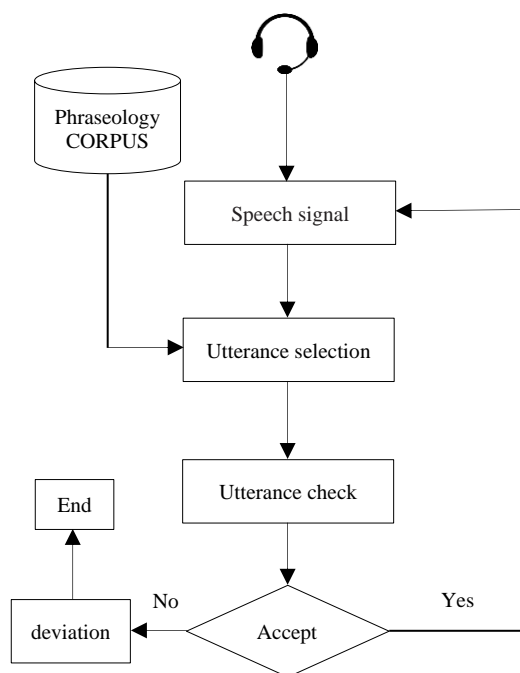 Phraseology
CORPUS
Speech signal
Utterance selection
Utterance check
End
No
Yes
deviation
Accept